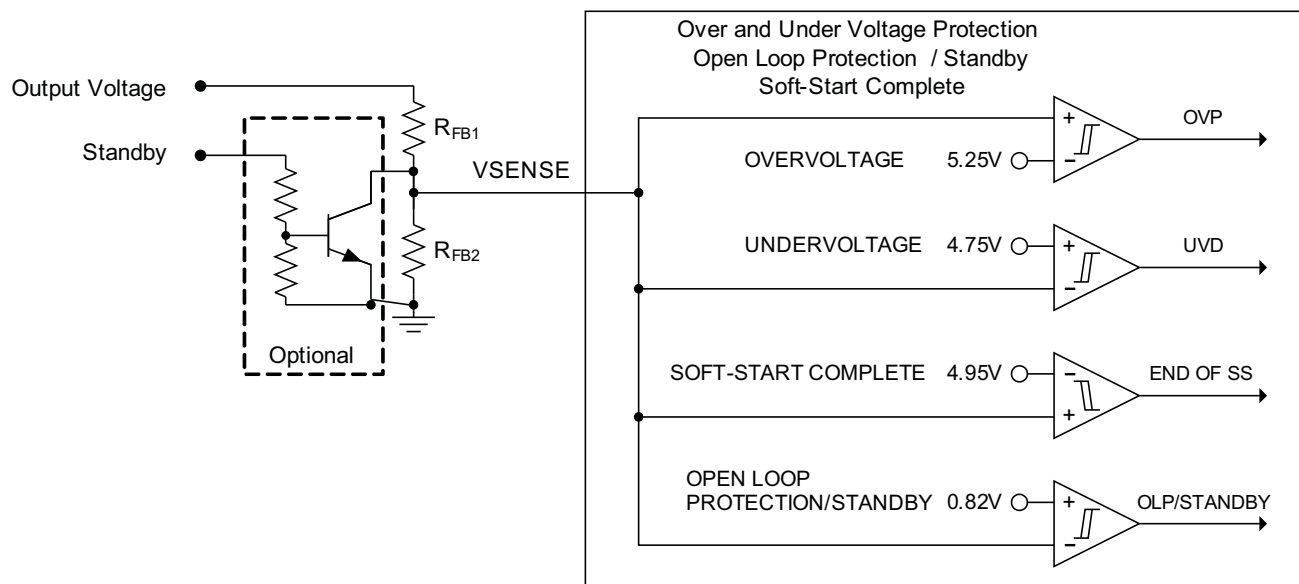 Over and Under Voltage Protection
Open Loop Protection / Standby
Soft-Start Complete
Output Voltage
Standby
Optional
RFB1
RFB2
VSENSE
OVERVOLTAGE 5.25V
+
−
OVP
UNDERVOLTAGE 4.75V
+
−
UVD
SOFT-START COMPLETE 4.95V
−
+
END OF SS
OPEN LOOP
PROTECTION/STANDBY 0.82V
+
−
OLP/STANDBY